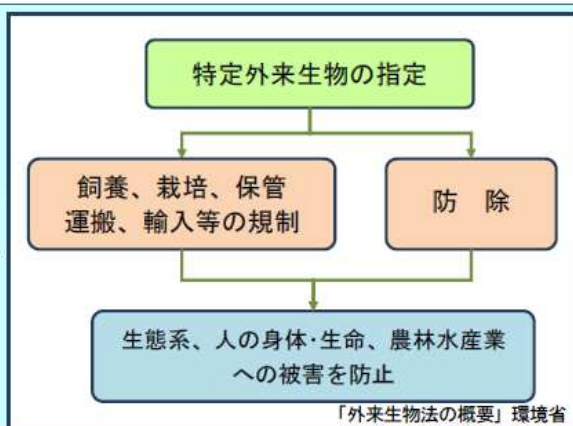 特定外来生物の指定
飼養、栽培、保管
運搬、輸入等の規制
防　除
生態系、人の身体・生命、農林水産業
への被害を防止
「外来生物法の概要」環境省